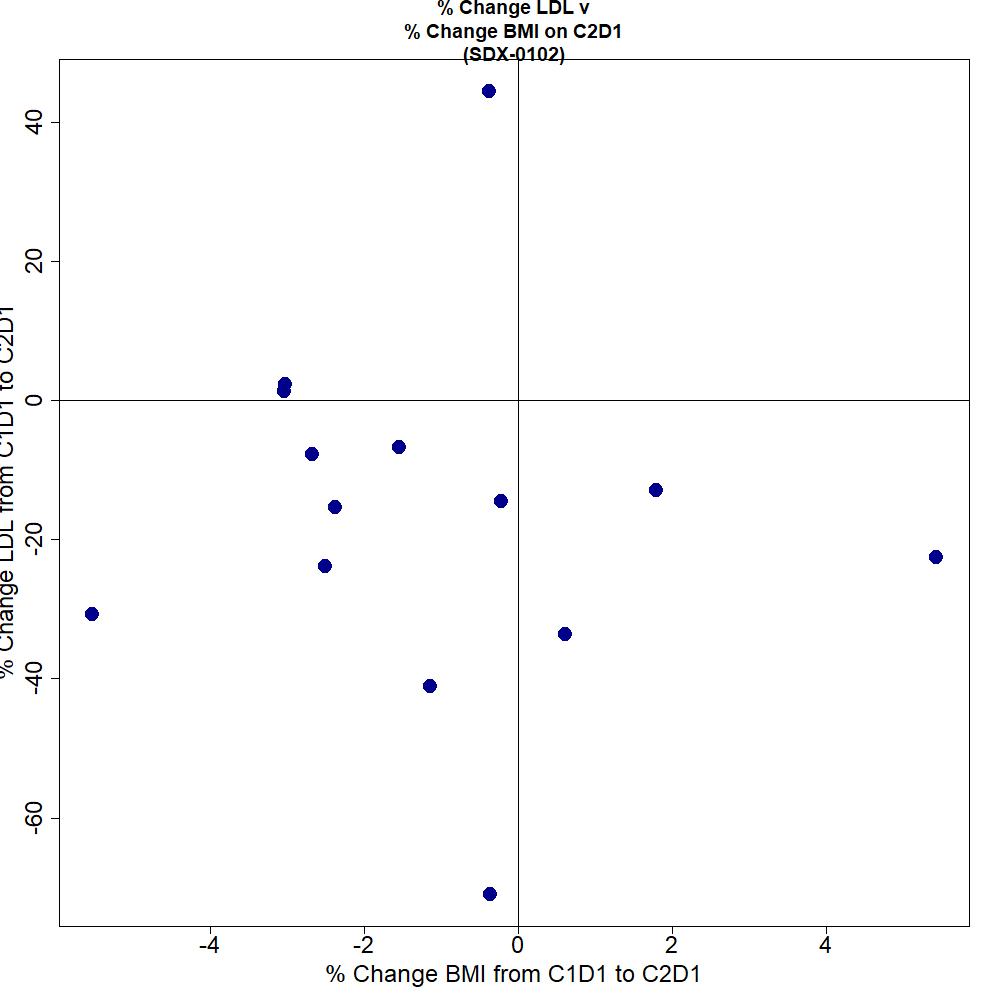 % Change LDL v
% Change BMI on C2D1
(SDX-0102)
% Change LDL from C1D1 to C2D1
40
20
0
-20
-40
-60
-4
-2
0
2
4
% Change BMI from C1D1 to C2D1